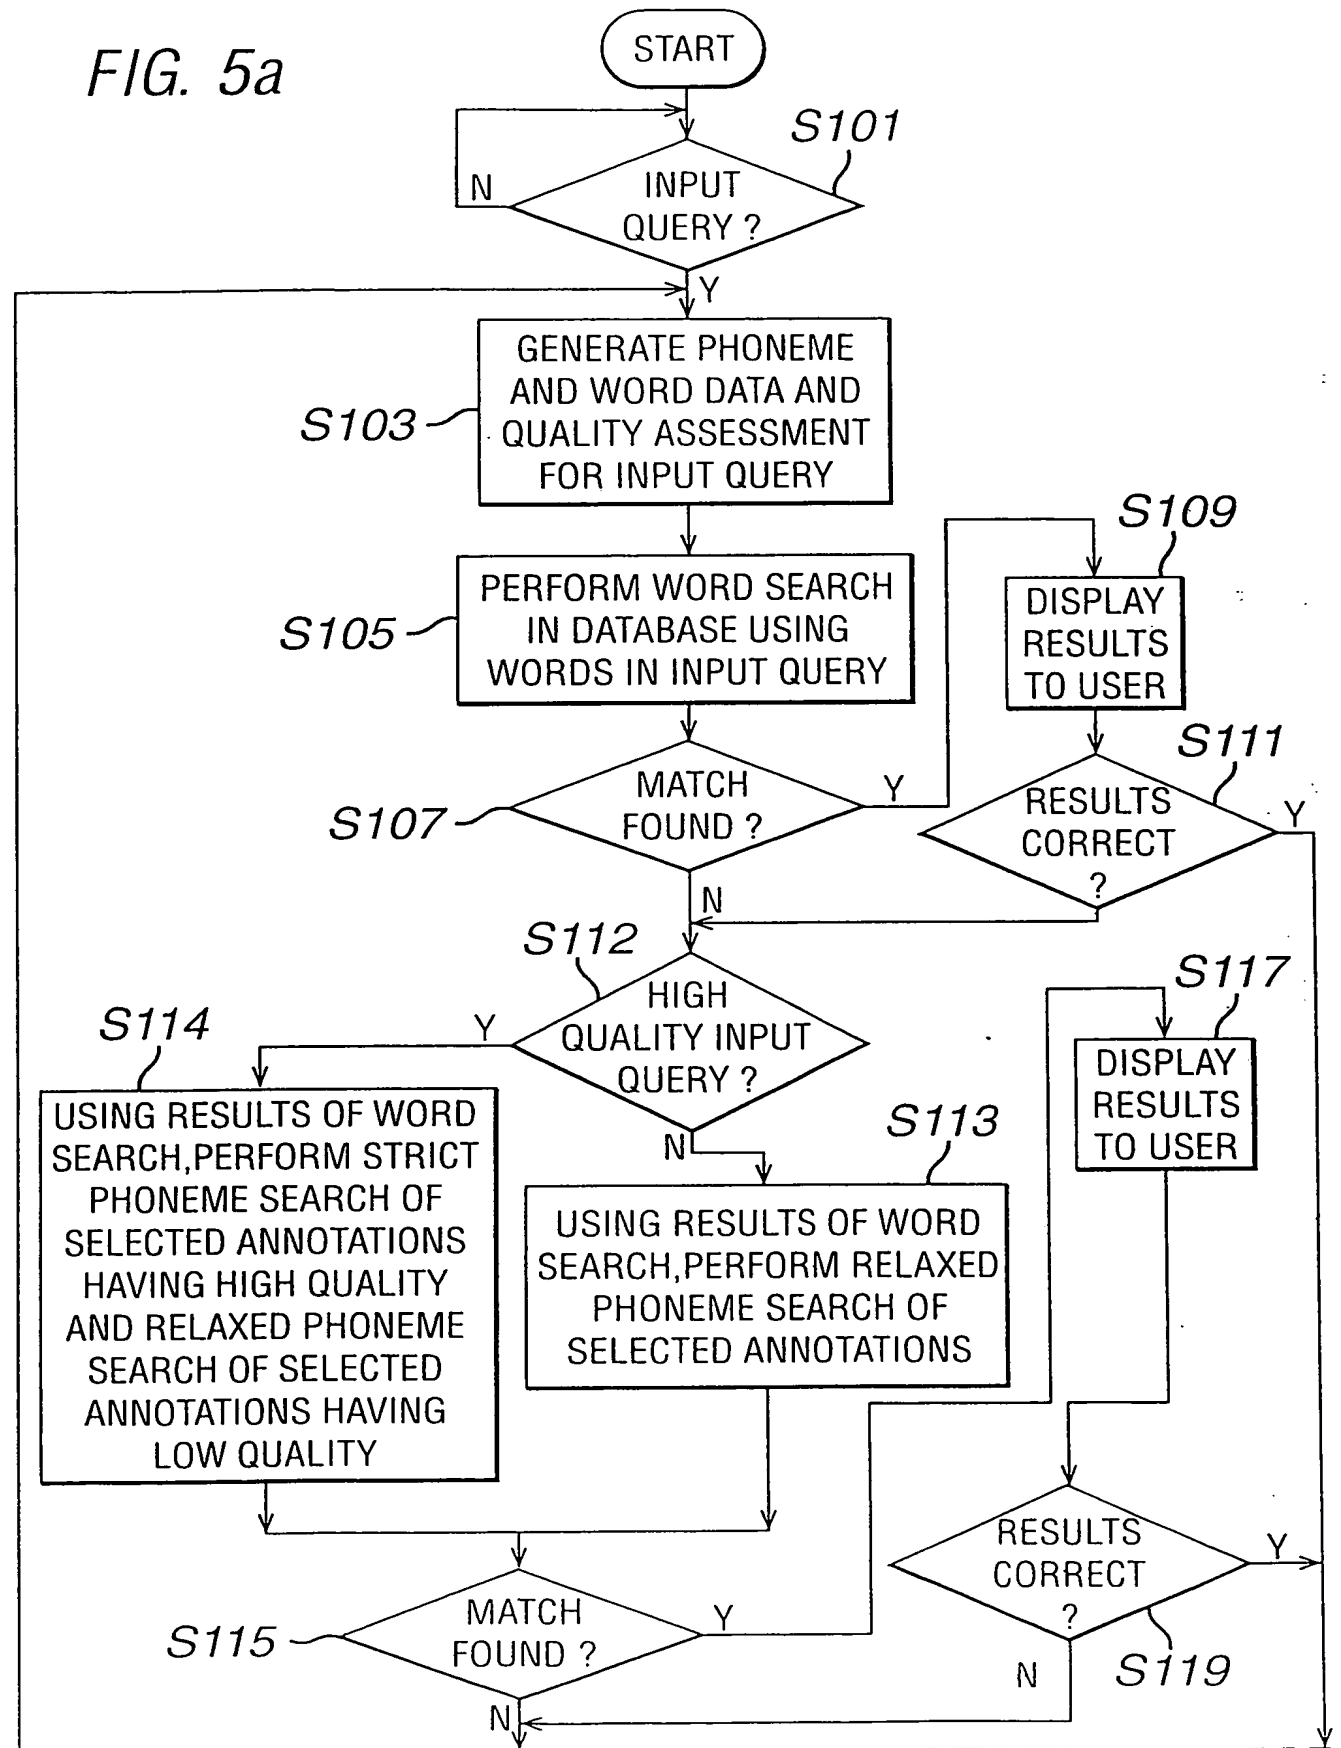 FIG. 5a
START
S101
INPUT
QUERY ?
N
Y
GENERATE PHONEME
AND WORD DATA AND
QUALITY ASSESSMENT
FOR INPUT QUERY
S103
S109
DISPLAY
RESULTS
TO USER
PERFORM WORD SEARCH
IN DATABASE USING
WORDS IN INPUT QUERY
S105
S111
MATCH
FOUND ?
Y
S107
RESULTS
CORRECT
?
Y
N
S112
HIGH
QUALITY INPUT
QUERY ?
Y
N
S117
DISPLAY
RESULTS
TO USER
S114
USING RESULTS OF WORD
SEARCH,PERFORM STRICT
PHONEME SEARCH OF
SELECTED ANNOTATIONS
HAVING HIGH QUALITY
AND RELAXED PHONEME
SEARCH OF SELECTED
ANNOTATIONS HAVING
LOW QUALITY
S113
USING RESULTS OF WORD
SEARCH,PERFORM RELAXED
PHONEME SEARCH OF
SELECTED ANNOTATIONS
RESULTS
CORRECT
?
Y
S119
N
MATCH
FOUND ?
Y
S115
N